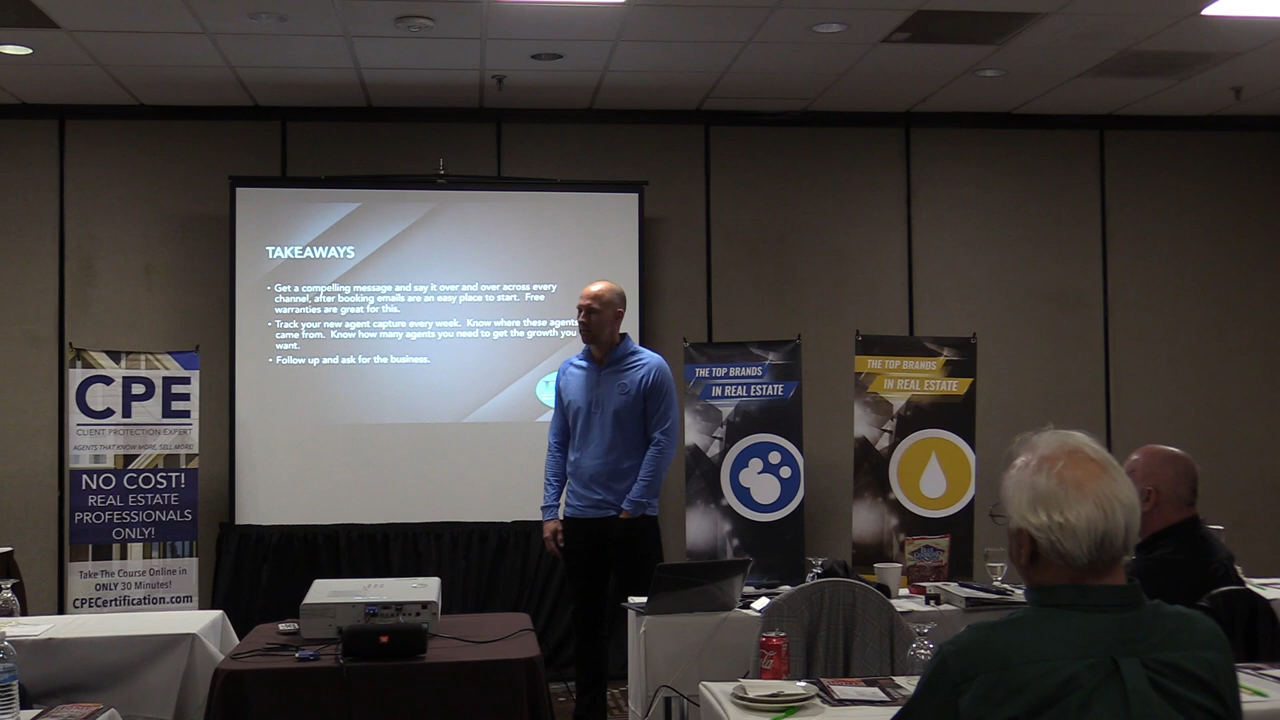 TAKEAWAYS
• Get a compelling message and say it over and over across every
channel, after booking emails are an easy place to start. Free
warranties are great for this.
• Track your new agent capture every week. Know where these agents
came from. Know how many agents you need to get the growth you
want.
• Follow up and ask for the business.
CPE
CLIENT PROTECTION EXPERT
AGENTS THAT KNOW MORE, SELL MORE!
NO COST!
REAL ESTATE
PROFESSIONALS
ONLY!
Take The Course Online in
ONLY 30 Minutes!
CPECertification.com
THE TOP BRANDS
IN REAL ESTATE
THE TOP BRANDS
IN REAL ESTATE